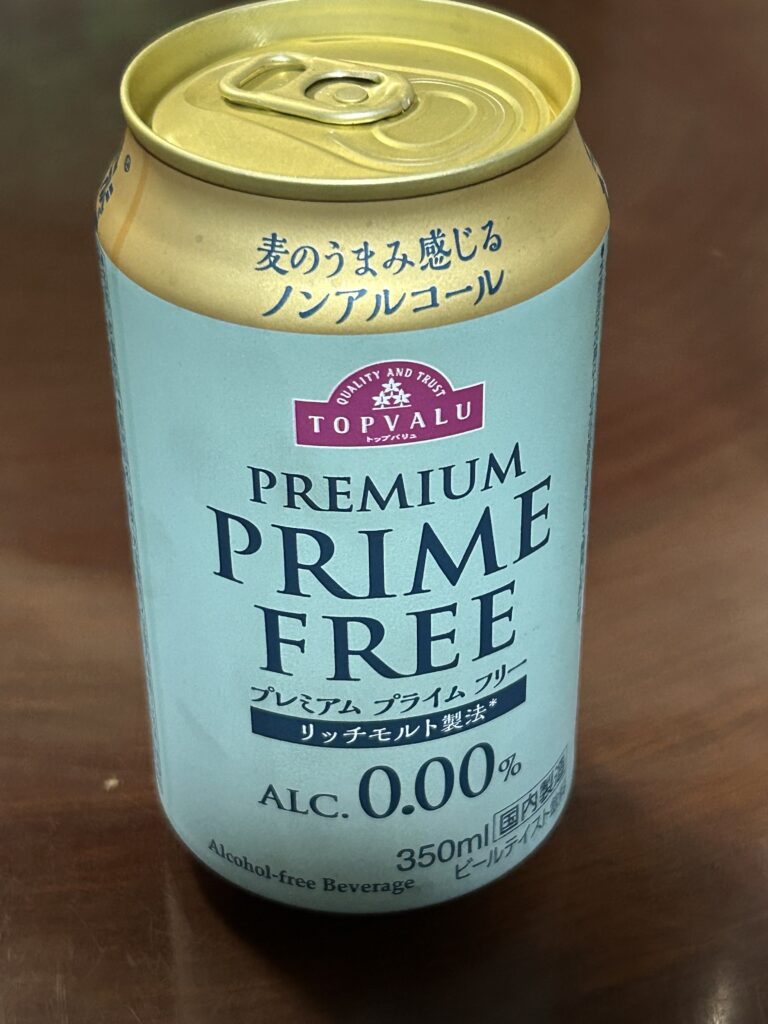 麦のうまみ感じる
ノンアルコール
QUALITY AND TRUST
TOPVALU
トップバリュ
PREMIUM
PRIME
FREE
プレミアム プライム フリー
リッチモルト製法*
ALC. 0.00%
350ml 国内製造
ビールテイスト
Alcohol-free Beverage